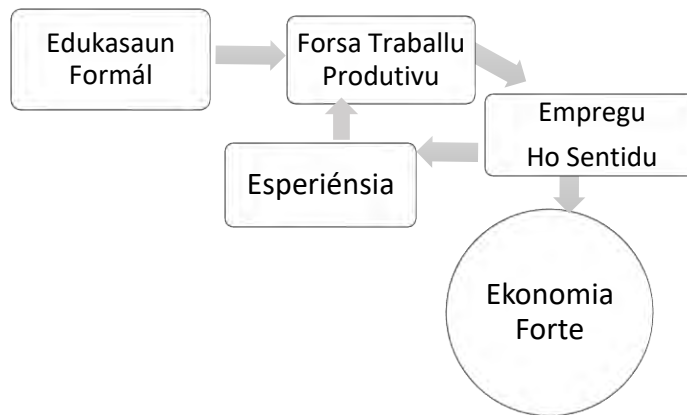 Edukasaun
Formál
Forsa Traballu
Produtivu
Empregu
Ho Sentidu
Esperiénsia
Ekonomia
Forte